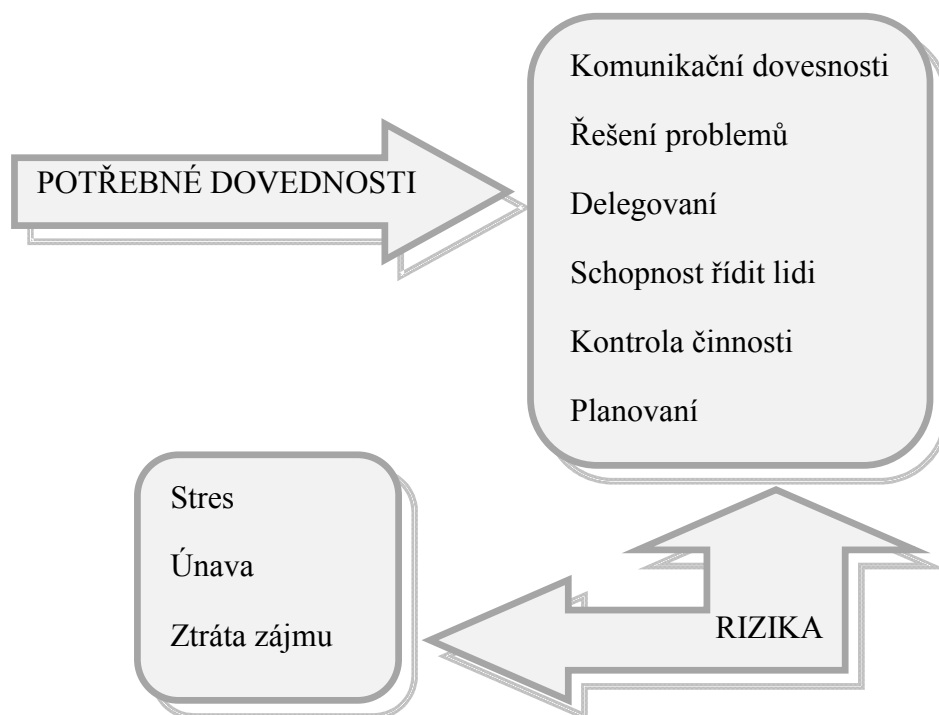 POTŘEBNÉ DOVEDNOSTI
Komunikační dovesnosti
Řešení problemů
Delegovaní
Schopnost řídit lidi
Kontrola činnosti
Planovaní
Stres
Únava
Ztráta zájmu
RIZIKA